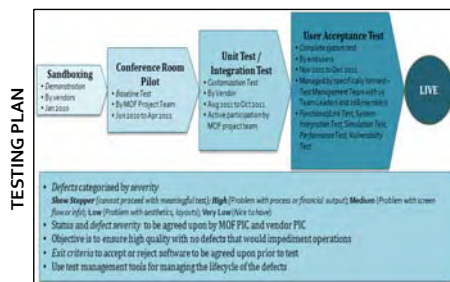 TESTING PLAN
Sandboxing
• Demonstration
• By vendors
• Jan 2010
Conference Room
Pilot
• Baseline Test
• By MOF Project Team
• Jun 2010 to Apr 2011
Unit Test /
Integration Test
• Customization Test
• By Vendor
• Aug 2011 to Oct 2011
• Active participation by
MOF project team
User Acceptance
Test
• Complete system test
• By end users
• Nov 2011 to Dec 2011
• Managed by specifically formed
Test Management Team with
Team Leaders and
Test, System
Integration Test, Simulation Test,
Performance Test, Vulnerability
Test
LIVE
• Defects categorised by severity
Show Stopper (cannot proceed with meaningful test); High (Problem with process or financial output); Medium (Problem with screen
flow or info); Low (Problem with aesthetics, layouts); Very Low (Nice to have)
• Status and defect severity to be agreed upon by MOF PIC and vendor PIC
• Objective is to ensure high quality with no defects that would impediment operations
• Exit criteria to accept or reject software to be agreed upon prior to test
• Use test management tools for managing the lifecycle of the defects